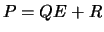 P = QE + R